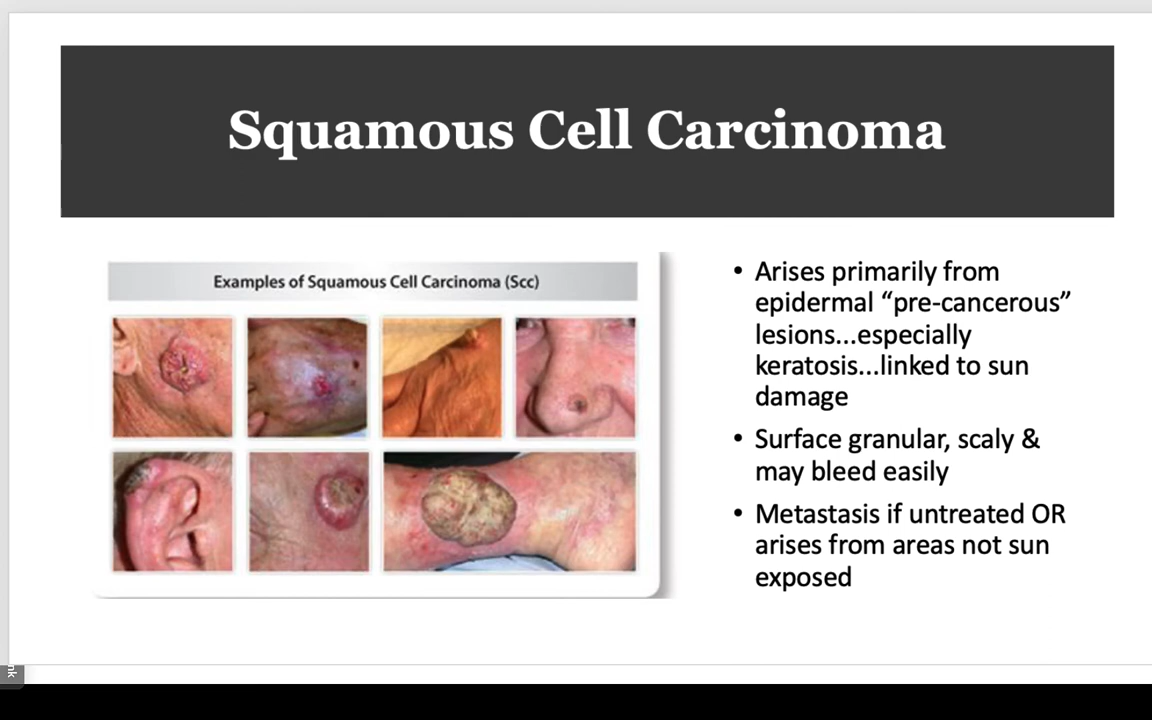 Squamous Cell Carcinoma
Examples of Squamous Cell Carcinoma (Scc)
• Arises primarily from
epidermal “pre-cancerous”
lesions...especially
keratosis...linked to sun
damage
• Surface granular, scaly &
may bleed easily
• Metastasis if untreated OR
arises from areas not sun
exposed
nk